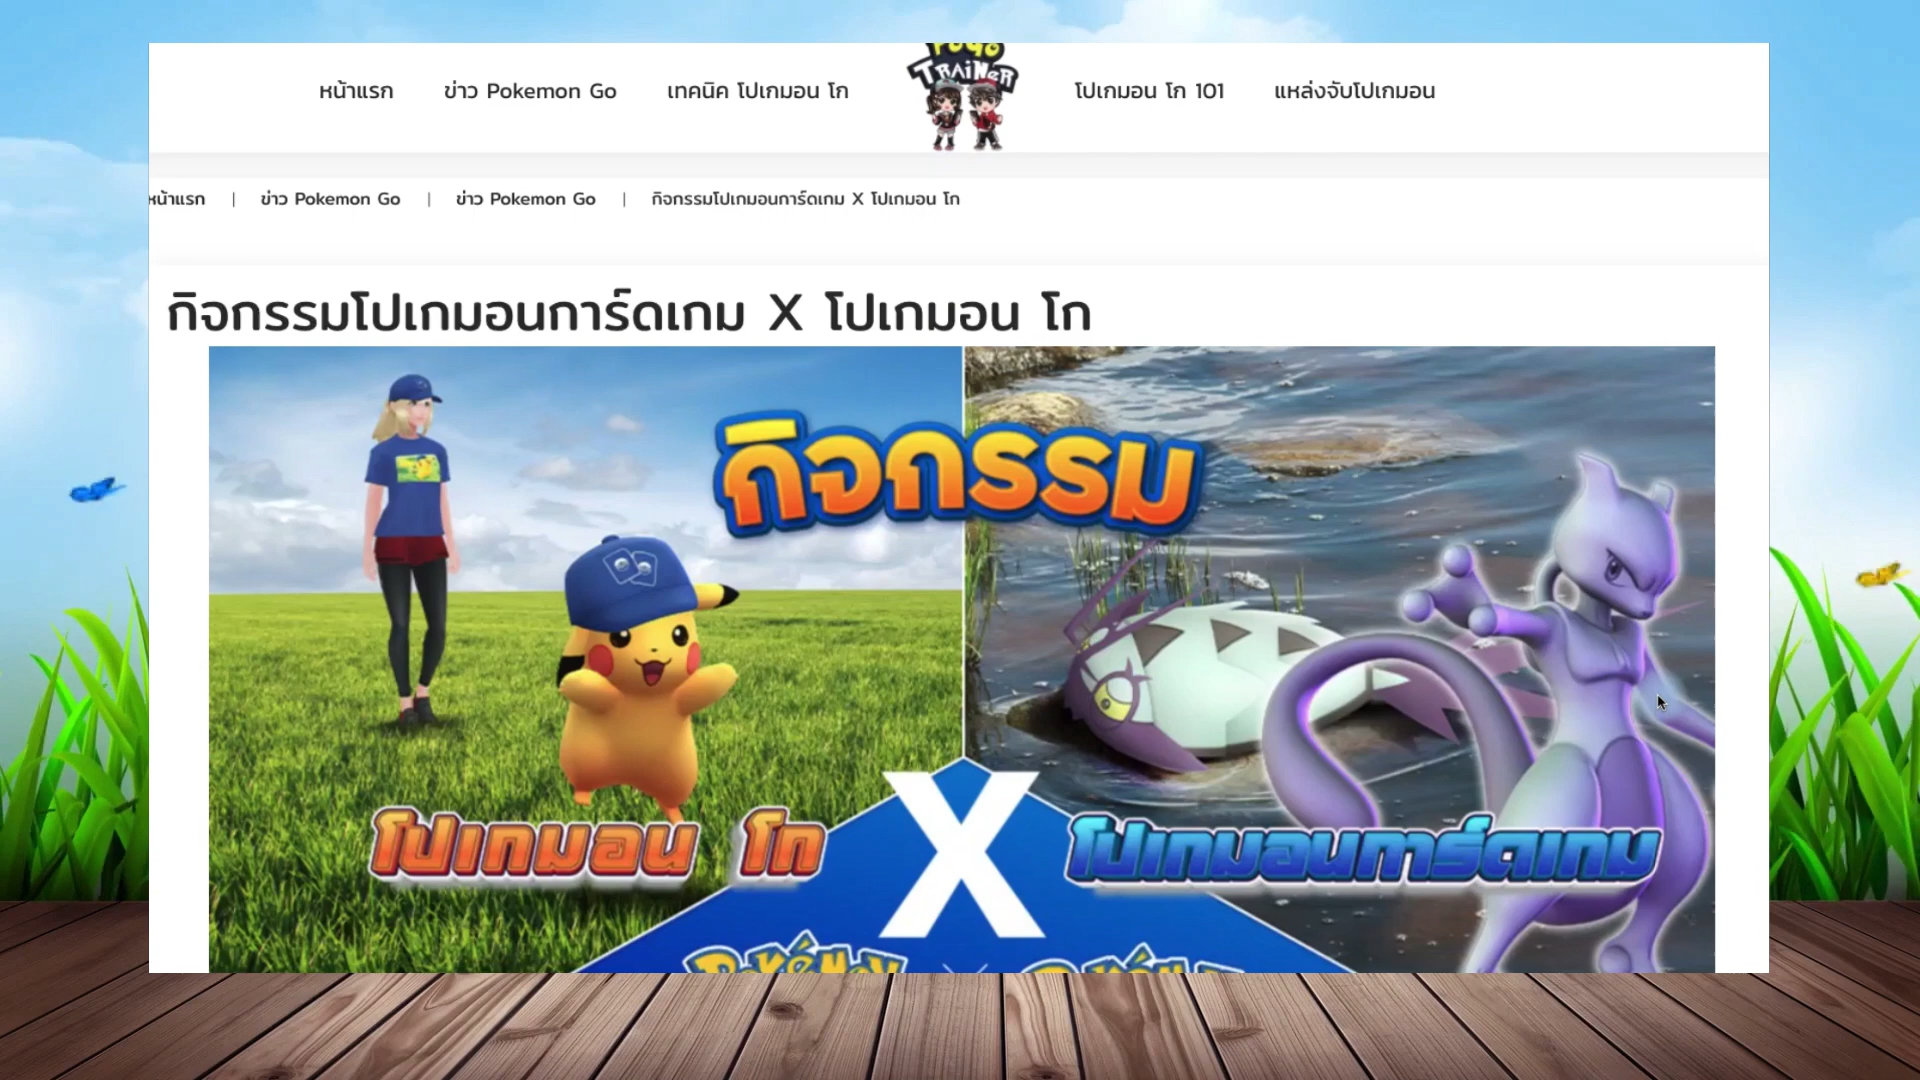 POGO
TRAiNeR
หน้าแรก ข่าว Pokemon Go เทคนิค โปเกมอน โก โปเกมอน โก 101 แหล่งจับโปเกมอน
หน้าแรก | ข่าว Pokemon Go | ข่าว Pokemon Go | กิจกรรมโปเกมอนการ์ดเกม X โปเกมอน โก
กิจกรรมโปเกมอนการ์ดเกม X โปเกมอน โก
กิจกรรม
โปเกมอน โก X โปเกมอนการ์ดเกม
Pokémon Pokémon